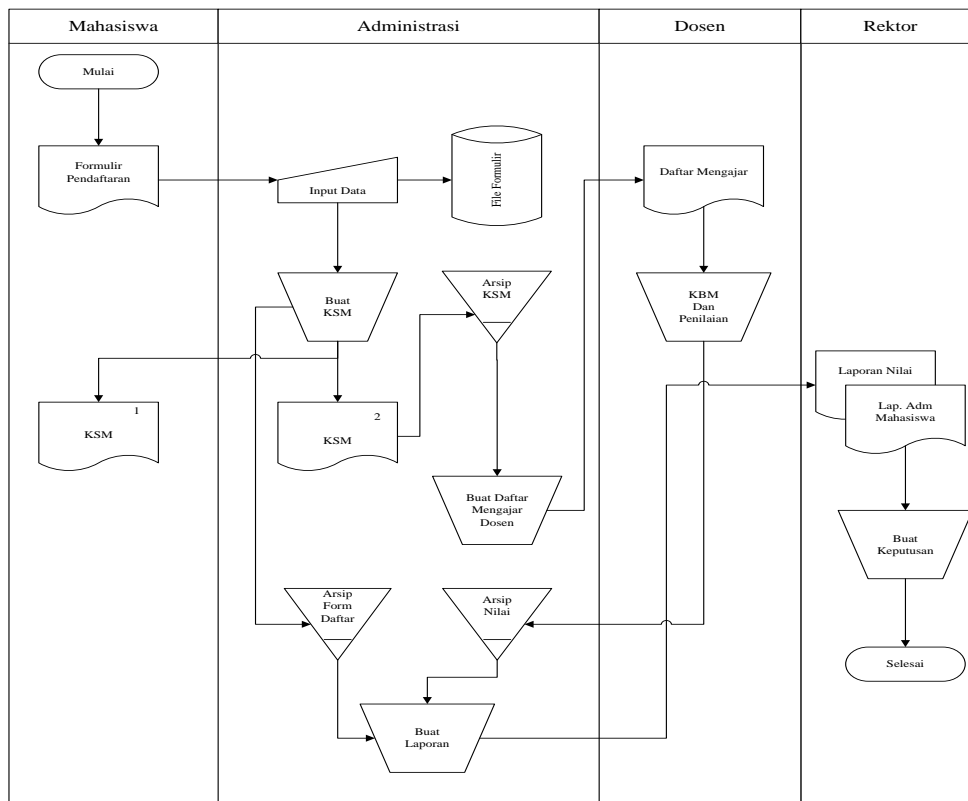 Mahasiswa
Administrasi
Dosen
Rektor
Mulai
Formulir
Pendaftaran
Input Data
File Formulir
Daftar Mengajar
Buat
KSM
Arsip
KSM
KBM
Dan
Penilaian
Laporan Nilai
Lap. Adm
Mahasiswa
1
KSM
2
KSM
Buat Daftar
Mengajar
Dosen
Buat
Keputusan
Arsip
Form
Daftar
Arsip
Nilai
Selesai
Buat
Laporan